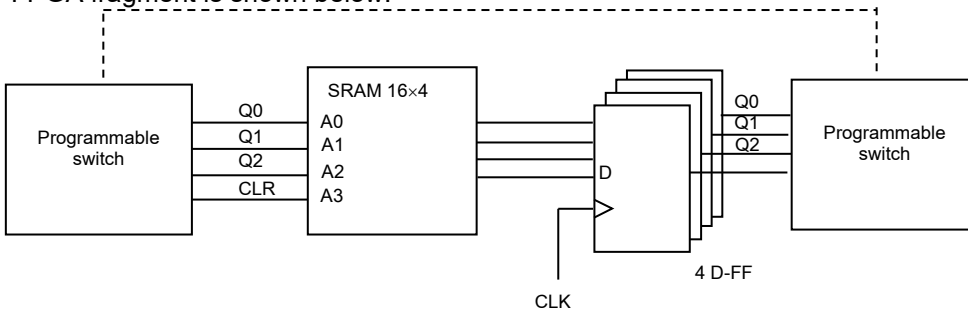 FPGA fragment is shown below:
Programmable
switch
Q0
Q1
Q2
CLR
SRAM 16×4
A0
A1
A2
A3
D
CLK
4 D-FF
Q0
Q1
Q2
Programmable
switch